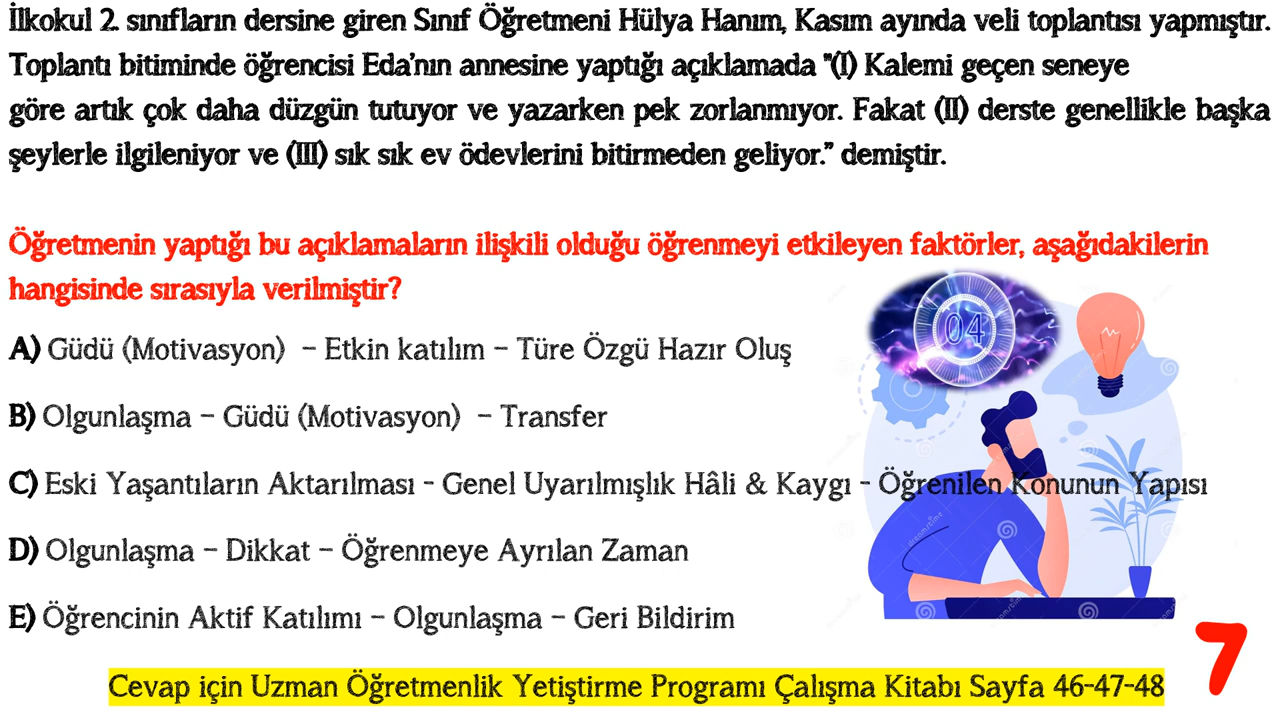 İlkokul 2. sınıfların dersine giren Sınıf Öğretmeni Hülya Hanım, Kasım ayında veli toplantısı yapmıştır.
Toplantı bitiminde öğrencisi Eda'nın annesine yaptığı açıklamada "(I) Kalemi geçen seneye
göre artık çok daha düzgün tutuyor ve yazarken pek zorlanmıyor. Fakat (II) derste genellikle başka
şeylerle ilgileniyor ve (III) sık sık ev ödevlerini bitirmeden geliyor." demiştir.
Öğretmenin yaptığı bu açıklamaların ilişkili olduğu öğrenmeyi etkileyen faktörler, aşağıdakilerin
hangisinde sırasıyla verilmiştir?
04
A) Güdü (Motivasyon) – Etkin katılım – Türe Özgü Hazır Oluş
B) Olgunlaşma – Güdü (Motivasyon) – Transfer
C) Eski Yaşantıların Aktarılması - Genel Uyarılmışlık Hâli & Kaygı - Öğrenilen Konunun Yapısı
D) Olgunlaşma – Dikkat – Öğrenmeye Ayrılan Zaman
E) Öğrencinin Aktif Katılımı – Olgunlaşma – Geri Bildirim
7
Cevap için Uzman Öğretmenlik Yetiştirme Programı Çalışma Kitabı Sayfa 46-47-48